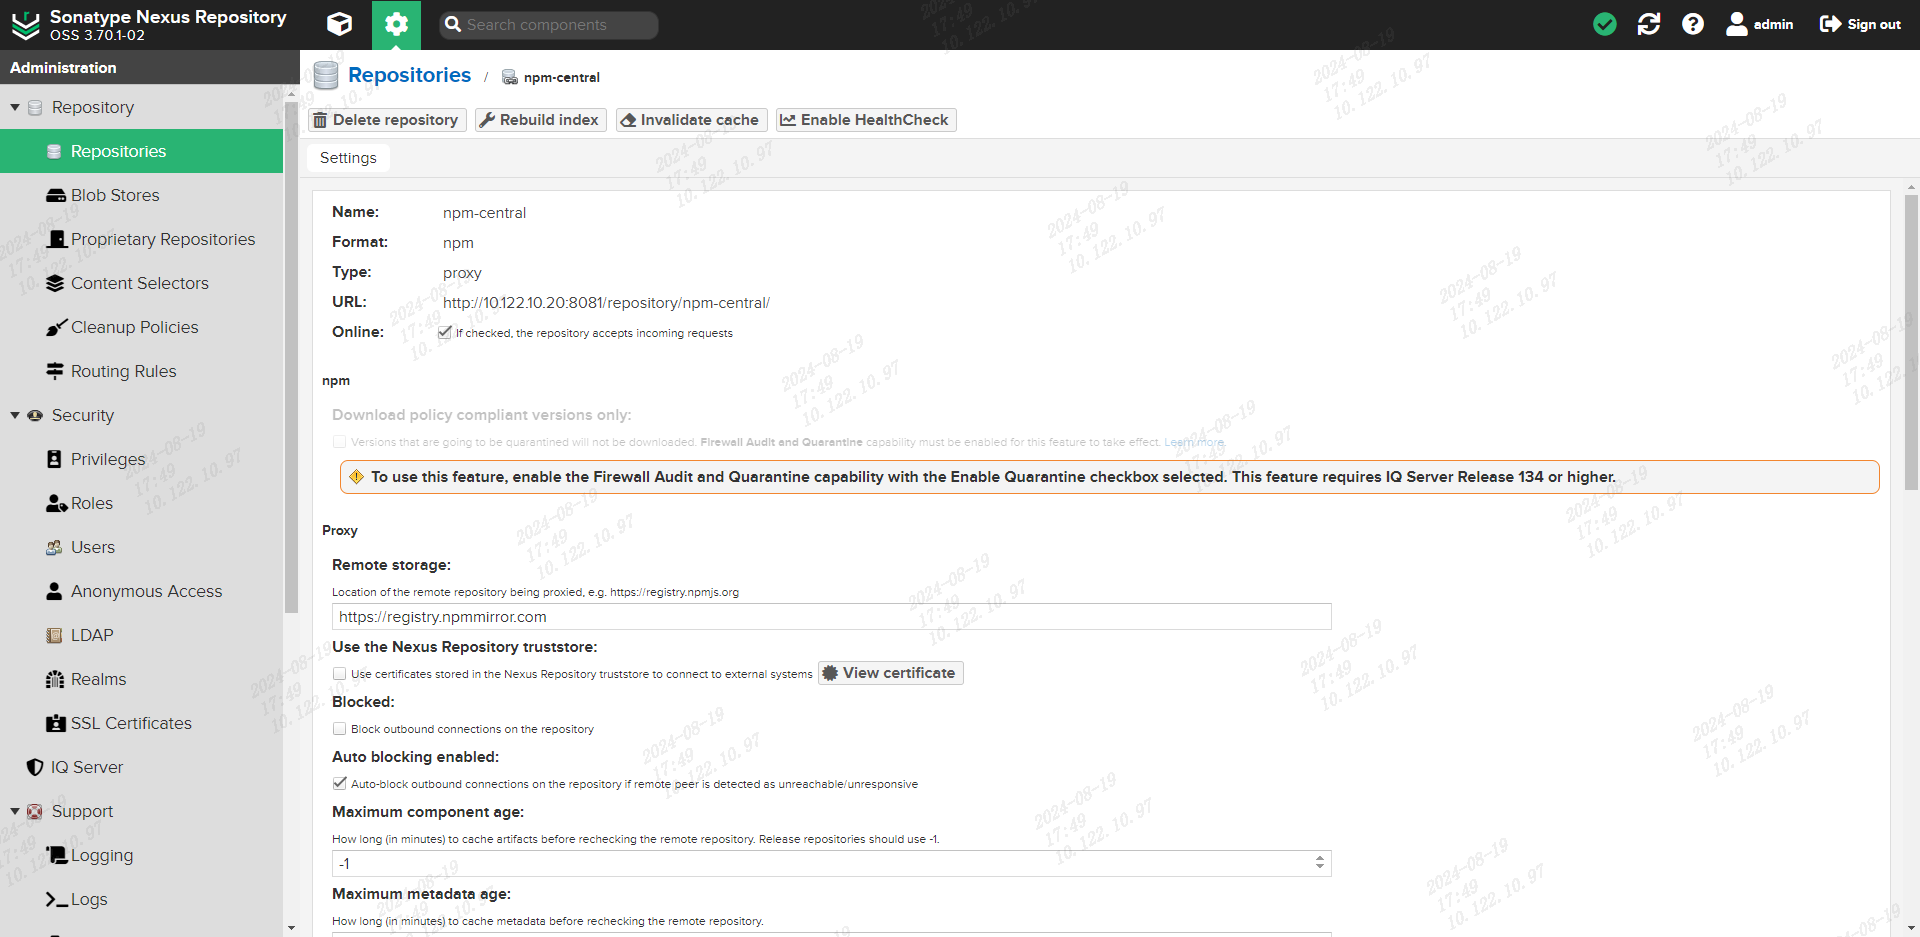 Sonatype Nexus Repository
OSS 3.70.1-02
Search components
admin
Sign out
Administration
Repository
Repositories
Blob Stores
Proprietary Repositories
Content Selectors
Cleanup Policies
Routing Rules
Security
Privileges
Roles
Users
Anonymous Access
LDAP
Realms
SSL Certificates
IQ Server
Support
Logging
Logs
Repositories / npm-central
Delete repository
Rebuild index
Invalidate cache
Enable HealthCheck
Settings
Name: npm-central
Format: npm
Type: proxy
URL: http://10.122.10.20:8081/repository/npm-central/
Online: If checked, the repository accepts incoming requests
npm
Download policy compliant versions only:
Versions that are going to be quarantined will not be downloaded. Firewall Audit and Quarantine capability must be enabled for this feature to take effect. Learn more.
To use this feature, enable the Firewall Audit and Quarantine capability with the Enable Quarantine checkbox selected. This feature requires IQ Server Release 134 or higher.
Proxy
Remote storage:
Location of the remote repository being proxied, e.g. https://registry.npmjs.org
https://registry.npmmirror.com
Use the Nexus Repository truststore:
Use certificates stored in the Nexus Repository truststore to connect to external systems
View certificate
Blocked:
Block outbound connections on the repository
Auto blocking enabled:
Auto-block outbound connections on the repository if remote peer is detected as unreachable/unresponsive
Maximum component age:
How long (in minutes) to cache artifacts before rechecking the remote repository. Release repositories should use -1.
-1
Maximum metadata age:
How long (in minutes) to cache metadata before rechecking the remote repository.
2024-08-19
17:49
10.122.10.97